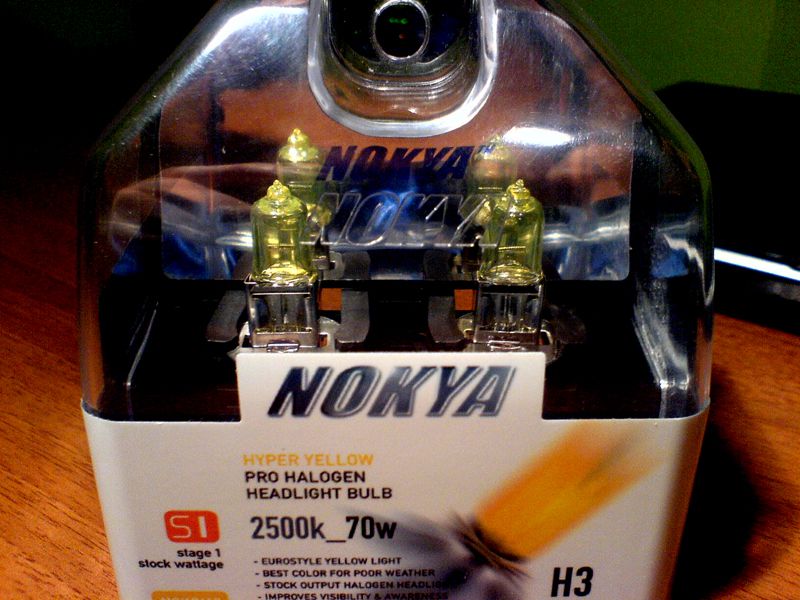 NOKYA
NOKYA
NOKYA
HYPER YELLOW
PRO HALOGEN
HEADLIGHT BULB
S1
stage 1
stock wattage
2500k_70w
- EUROSTYLE YELLOW LIGHT
- BEST COLOR FOR POOR WEATHER
- STOCK OUTPUT HALOGEN HEADLIGHT
- IMPROVES VISIBILITY & AWARENESS
H3